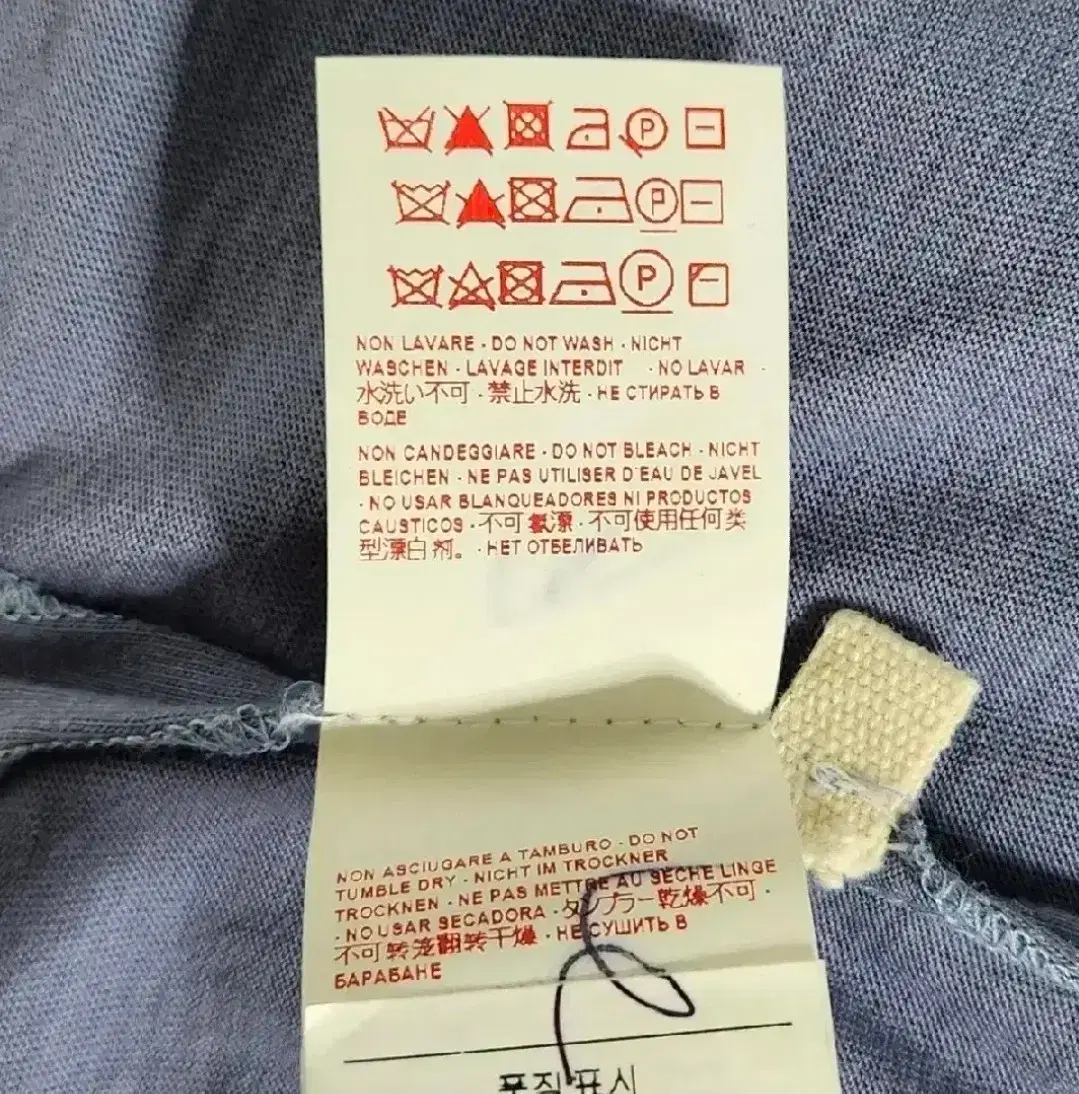 P
P
P
NON LAVARE - DO NOT WASH - NICHT
WASCHEN - LAVAGE INTERDIT - NO LAVAR -
水洗い不可 - 禁止水洗 - НЕ СТИРАТЬ В
ВОДЕ
NON CANDEGGIARE - DO NOT BLEACH - NICHT
BLEICHEN - NE PAS UTILISER D'EAU DE JAVEL
- NO USAR BLANQUEADORES NI PRODUCTOS
CAUSTICOS - 不可氯漂 - 不可使用任何类
型漂白剂。 - НЕТ ОТБЕЛИВАТЬ
NON ASCIUGARE A TAMBURO - DO NOT
TUMBLE DRY - NICHT IM TROCKNER
TROCKNEN - NE PAS METTRE AU SECHE LINGE
- NO USAR SECADORA - タンブラー乾燥不可 -
不可转笼翻转干燥 - НЕ СУШИТЬ В
БАРАБАНЕ
품질표시